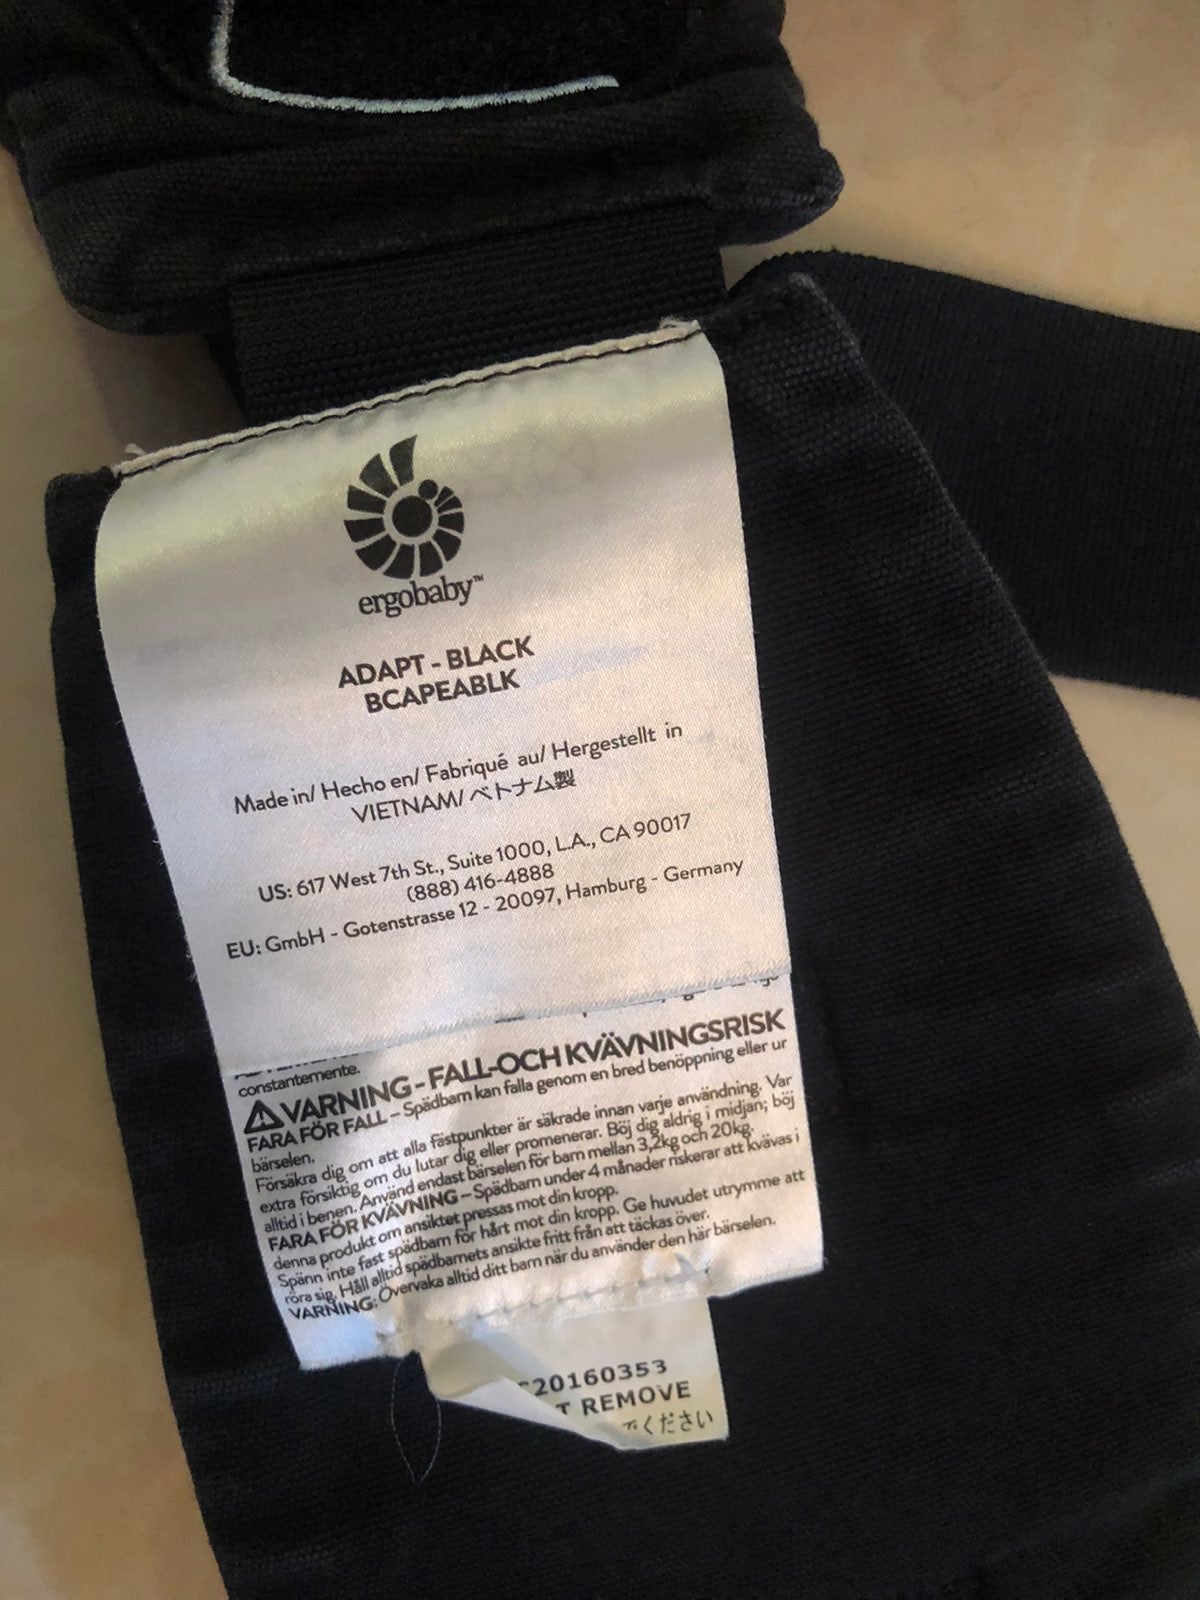 ergobaby™
ADAPT - BLACK
BCAPEABLK
Made in/ Hecho en/ Fabriqué au/ Hergestellt in
VIETNAM/ ベトナム製
US: 617 West 7th St., Suite 1000, L.A., CA 90017
(888) 416-4888
EU: GmbH - Gotenstrasse 12 - 20097, Hamburg - Germany
constantemente.
⚠VARNING - FALL-OCH KVÄVNINGSRISK
FARA FÖR FALL – Spädbarn kan falla genom en bred benöppning eller ur
bärselen.
Försäkra dig om att alla fästpunkter är säkrade innan varje användning. Var
extra försiktig om du lutar dig eller promenerar. Böj dig aldrig i midjan; böj
alltid i benen. Använd endast bärselen för barn mellan 3,2kg och 20kg.
FARA FÖR KVÄVNING – Spädbarn under 4 månader riskerar att kvävas i
denna produkt om ansiktet pressas mot din kropp.
Spänn inte fast spädbarn för hårt mot din kropp. Ge huvudet utrymme att
röra sig. Håll alltid spädbarnets ansikte fritt från att täckas över.
VARNING: Övervaka alltid ditt barn när du använder den här bärselen.
20160353
T REMOVE
ください